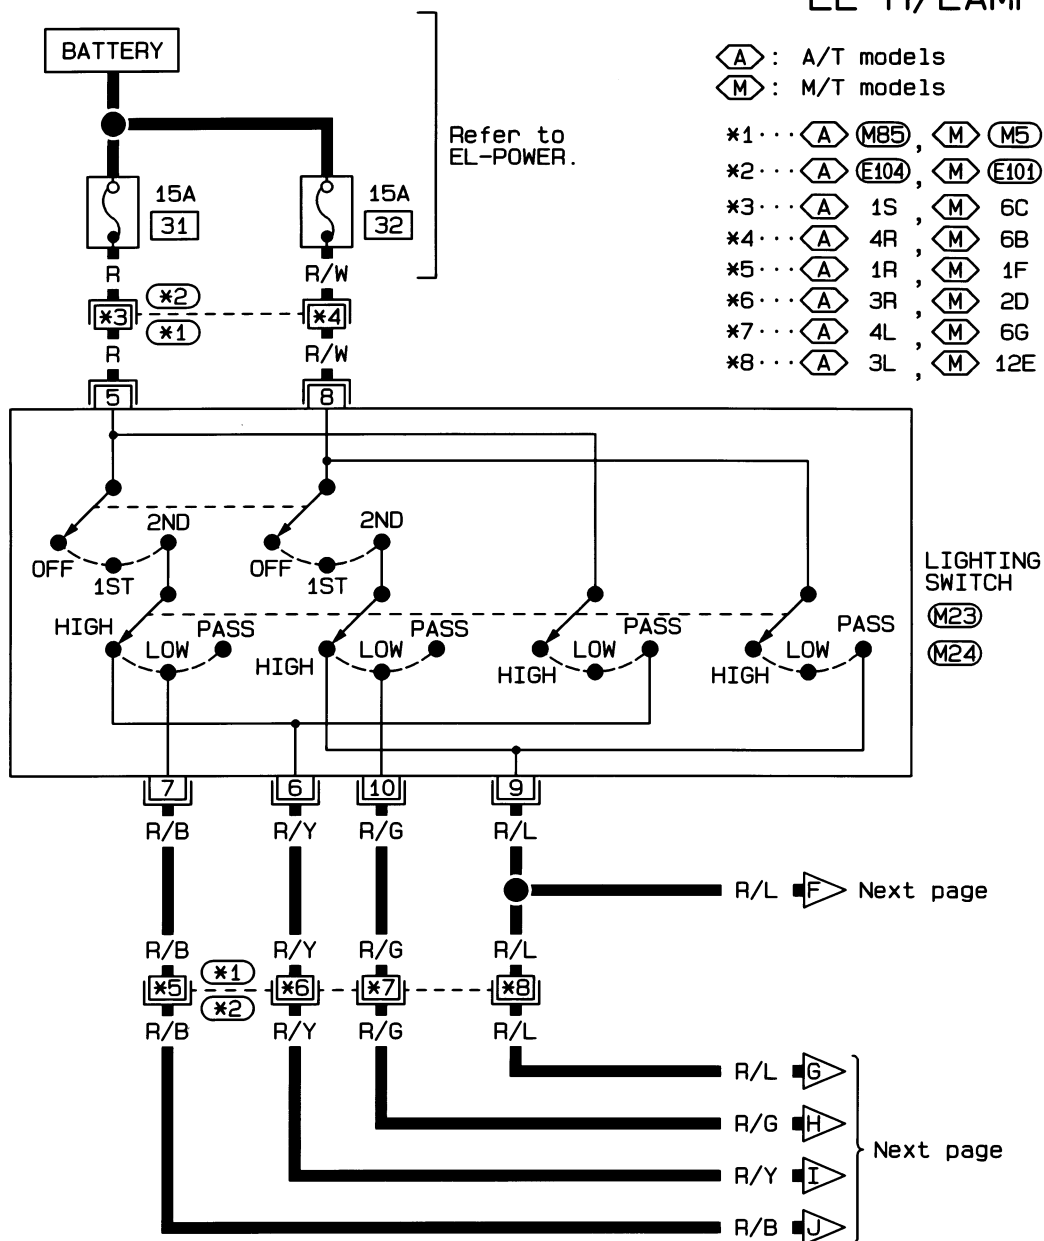 EL-H/LAMP
BATTERY
A : A/T models
M : M/T models
Refer to
EL-POWER.
*1··· A M85 , M M5
*2··· A E104 , M E101
*3··· A 1S , M 6C
*4··· A 4R , M 6B
*5··· A 1R , M 1F
*6··· A 3R , M 2D
*7··· A 4L , M 6G
*8··· A 3L , M 12E
15A 15A
31 32
R R/W
*3 *2 *4
*1
R R/W
5 8
2ND 2ND
OFF 1ST OFF 1ST
LIGHTING
SWITCH
M23
M24
HIGH LOW PASS
HIGH LOW PASS
HIGH LOW PASS
HIGH LOW PASS
7 6 10 9
R/B R/Y R/G R/L
R/L F Next page
R/B R/Y R/G R/L
*5 *1 *6 *7 *8
*2
R/B R/Y R/G R/L
R/L G
R/G H
Next page
R/Y I
R/B J